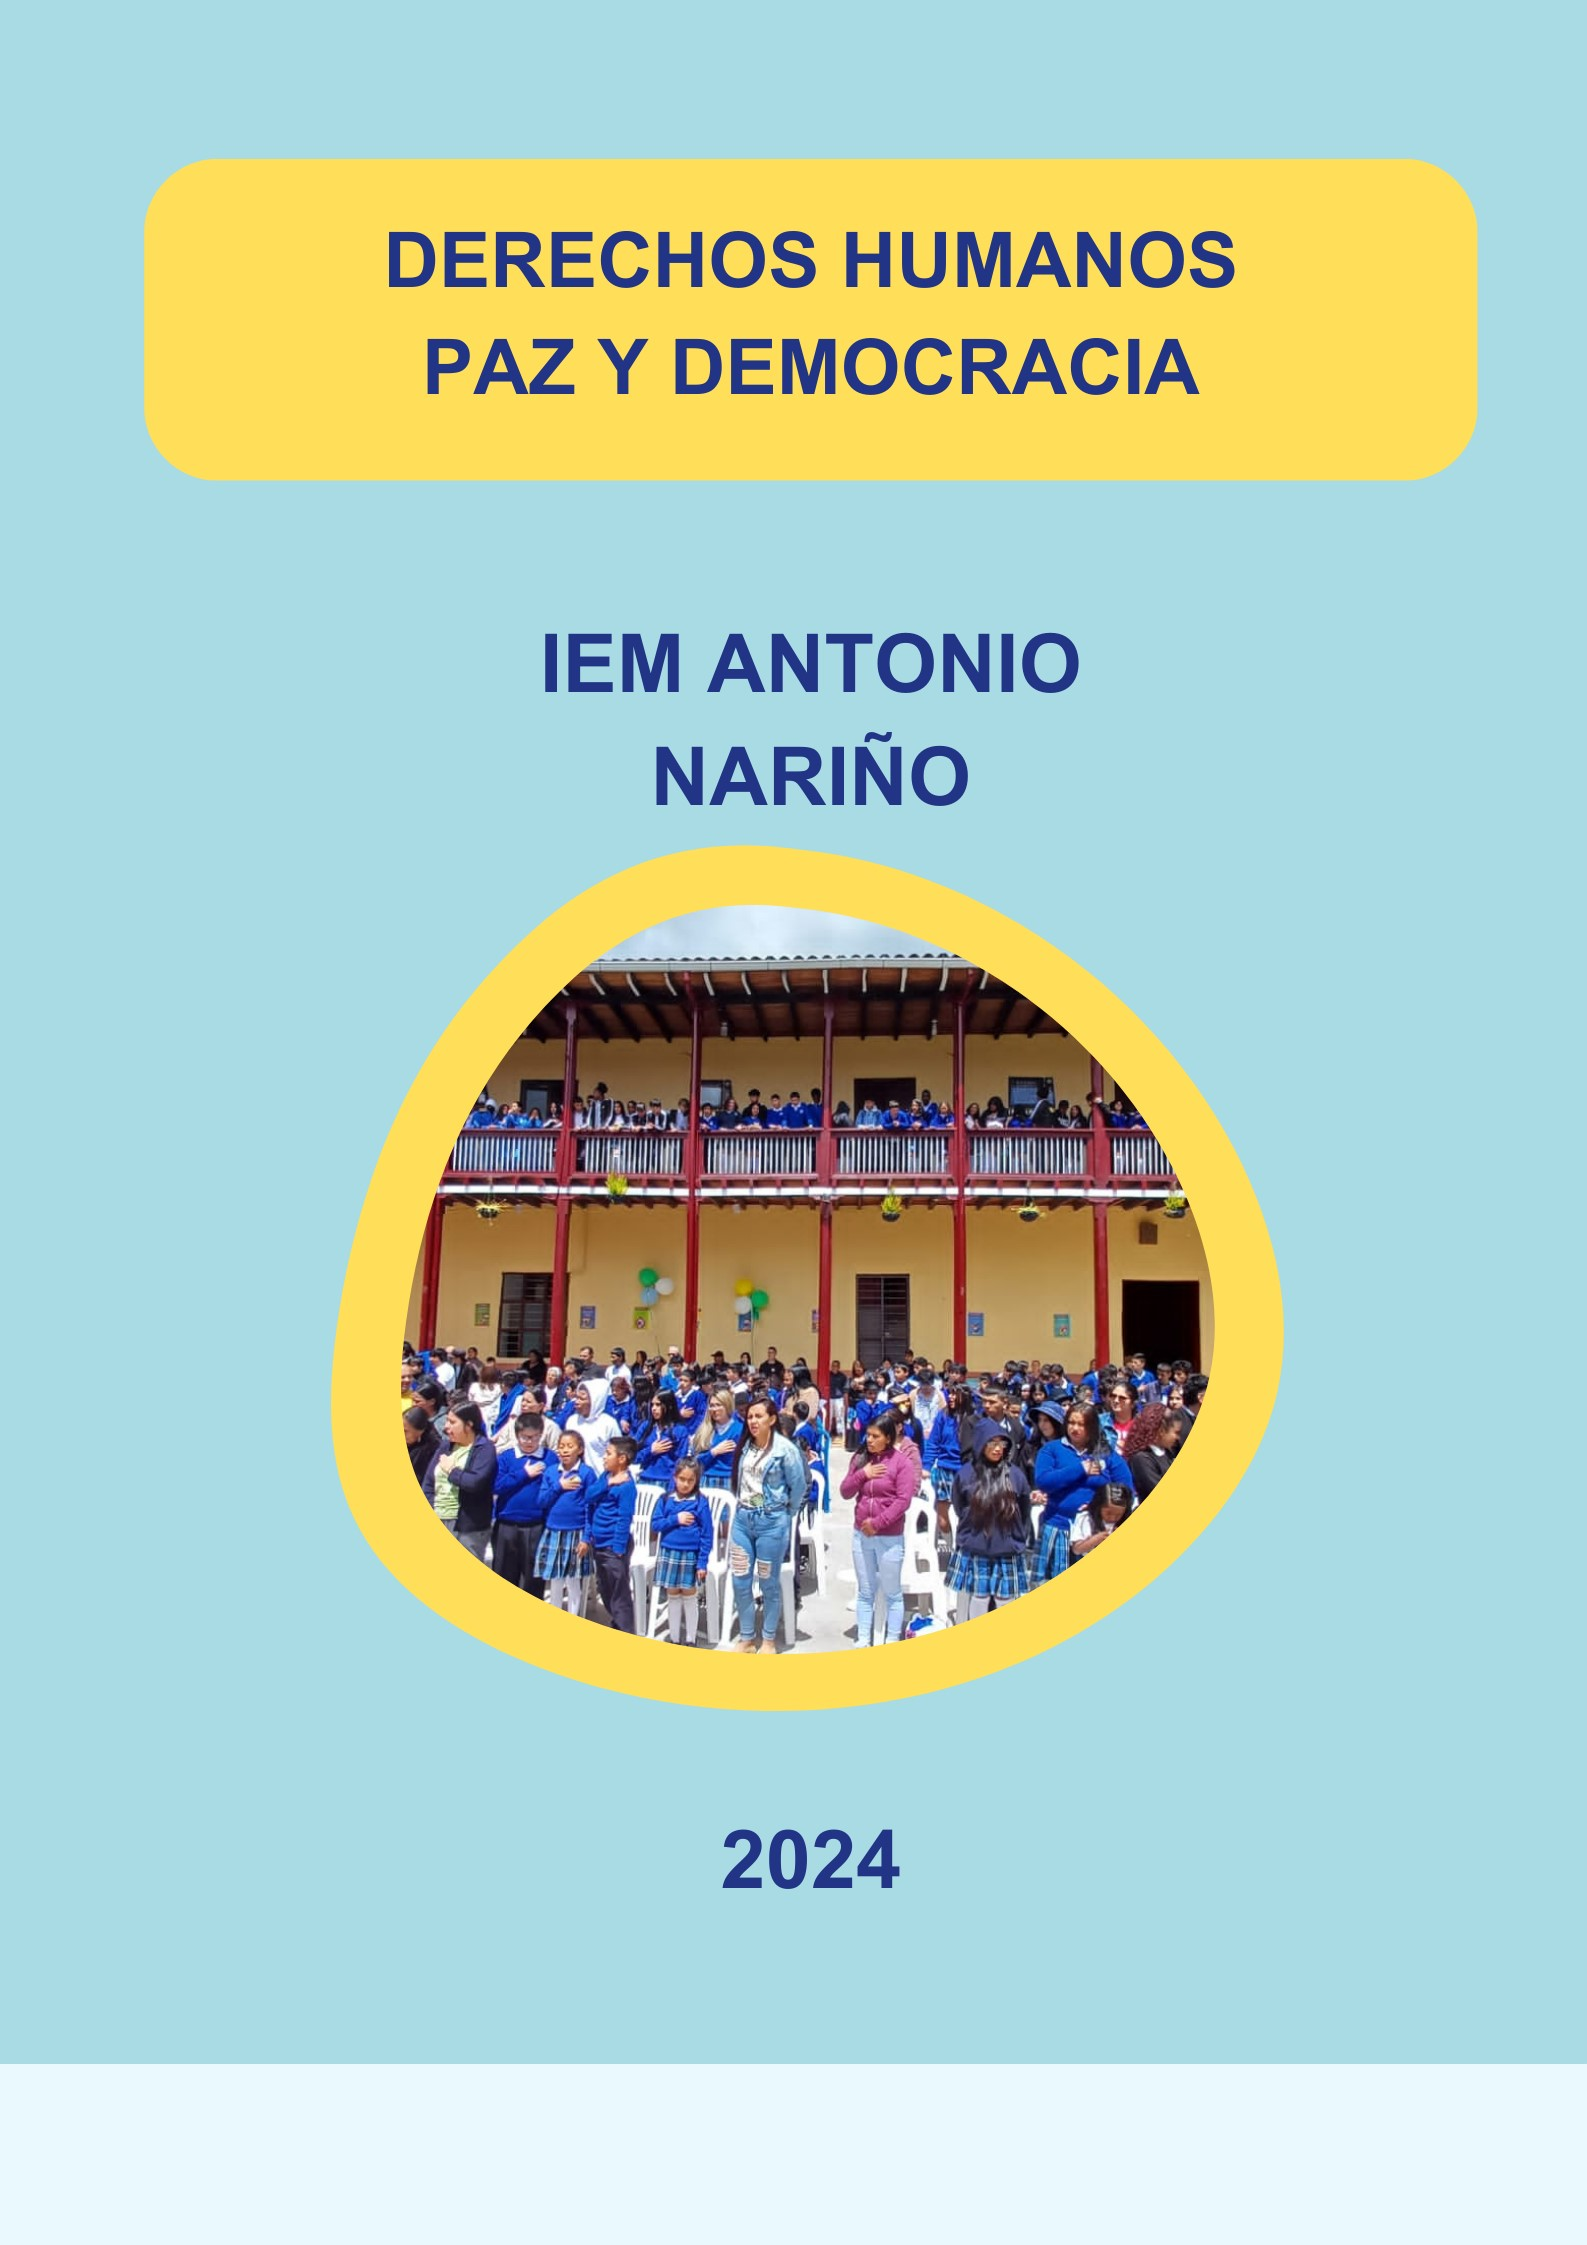 DERECHOS HUMANOS
PAZ Y DEMOCRACIA
IEM ANTONIO
NARIÑO
2024